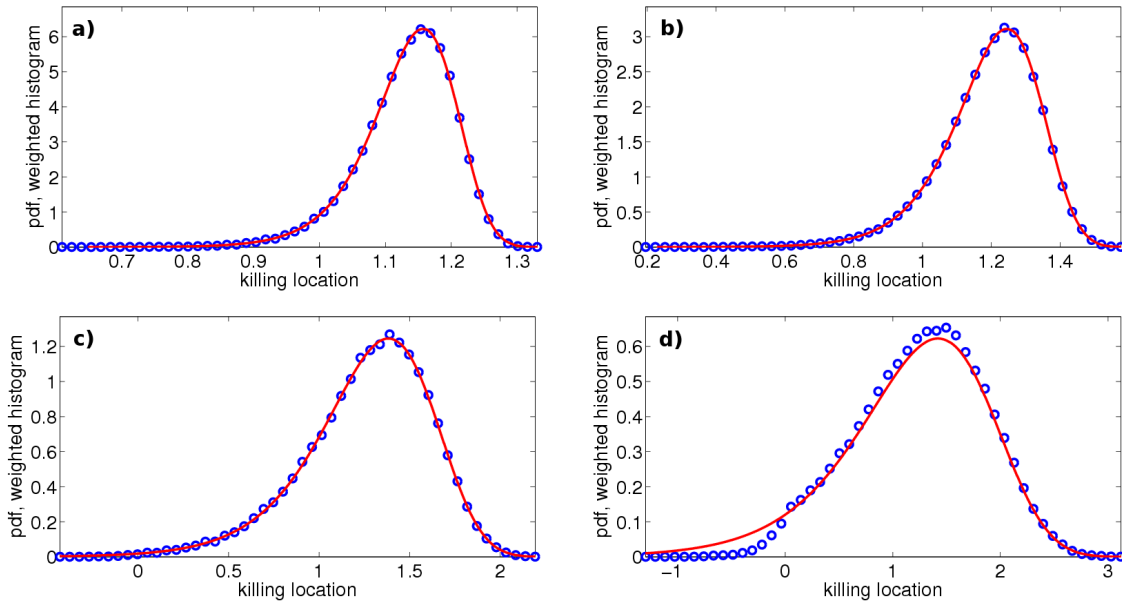 a)
pdf, weighted histogram
6
5
4
3
2
1
0
0.7 0.8 0.9 1 1.1 1.2 1.3
killing location
b)
pdf, weighted histogram
3
2.5
2
1.5
1
0.5
0
0.2 0.4 0.6 0.8 1 1.2 1.4
killing location
c)
pdf, weighted histogram
1.2
1
0.8
0.6
0.4
0.2
0
0 0.5 1 1.5 2
killing location
d)
pdf, weighted histogram
0.6
0.5
0.4
0.3
0.2
0.1
0
−1 0 1 2 3
killing location